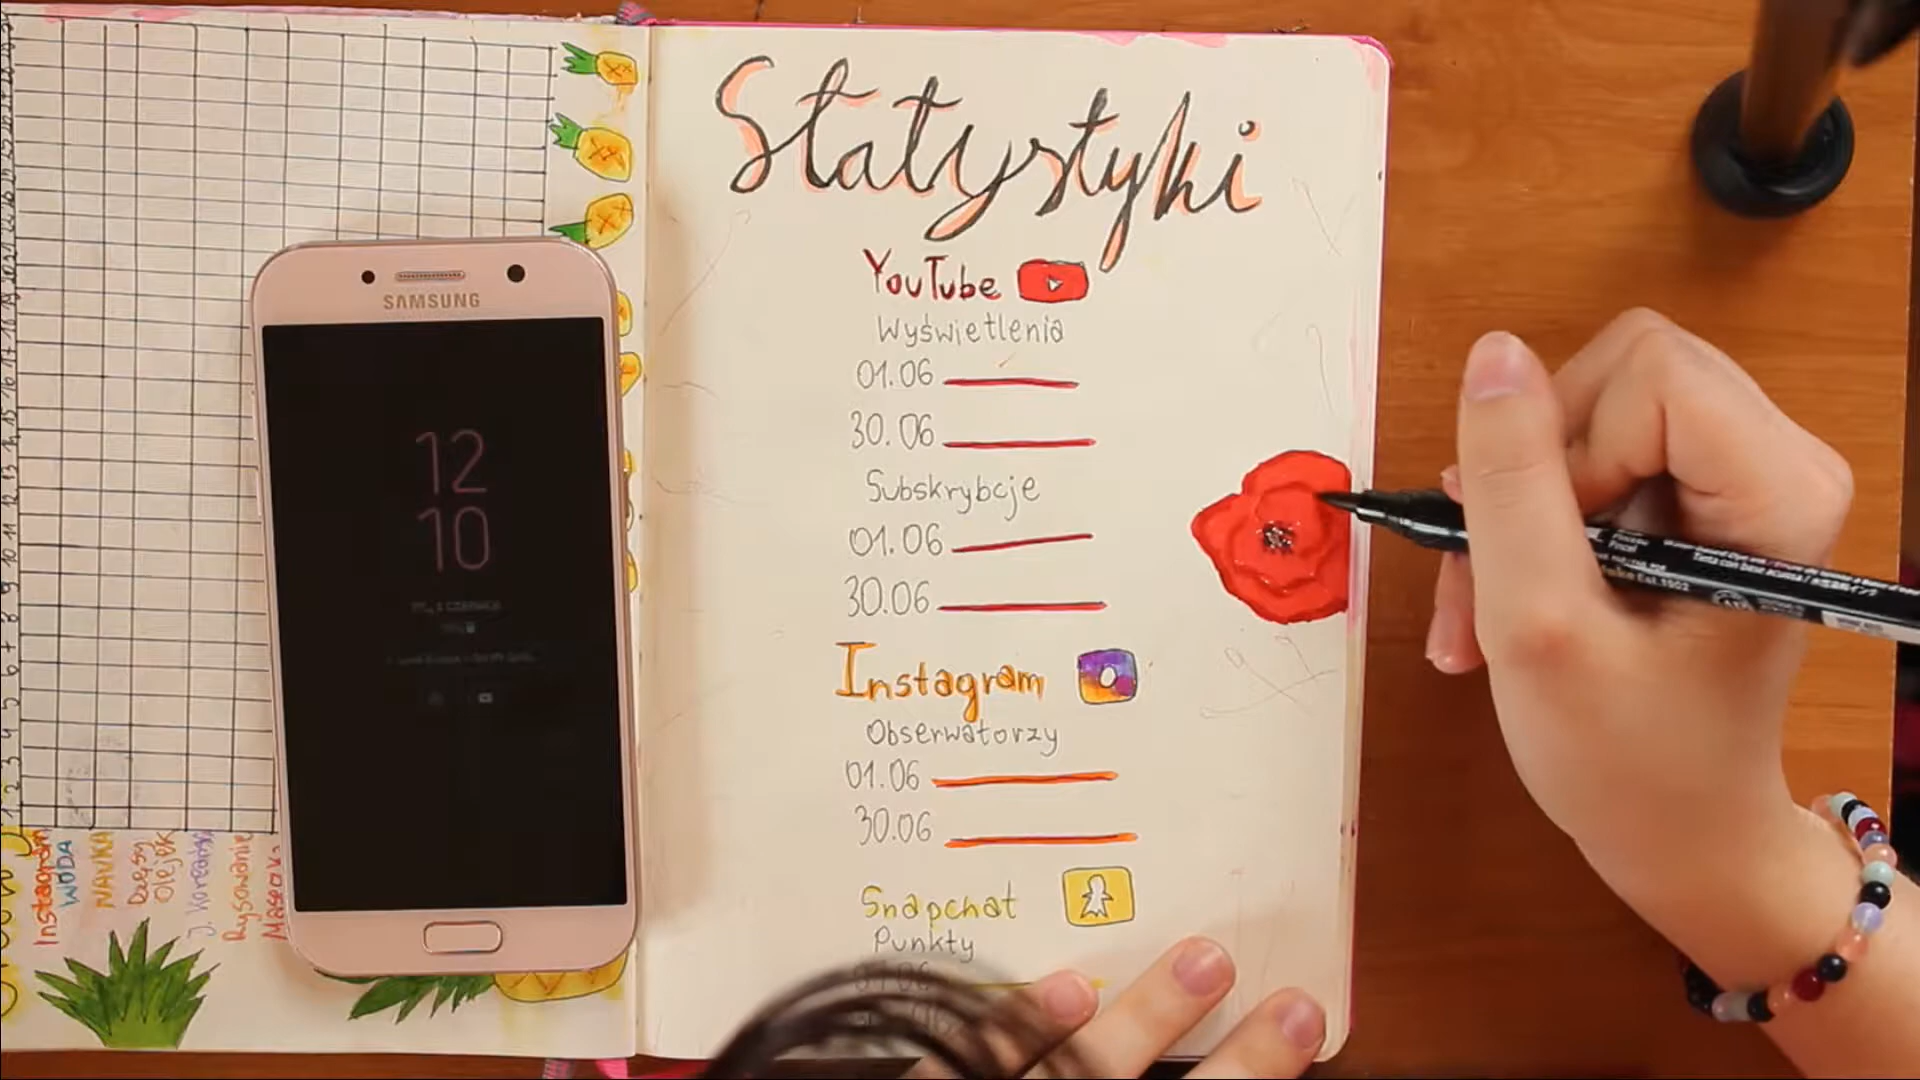 Statystyki
YouTube
Wyświetlenia
01.06
30.06
Subskrybcje
01.06
30.06
Instagram
Obserwatorzy
01.06
30.06
Snapchat
Punkty
SAMSUNG
12
10
Instagram
WODA
NAUKA
J. Koreański
Rysowanie